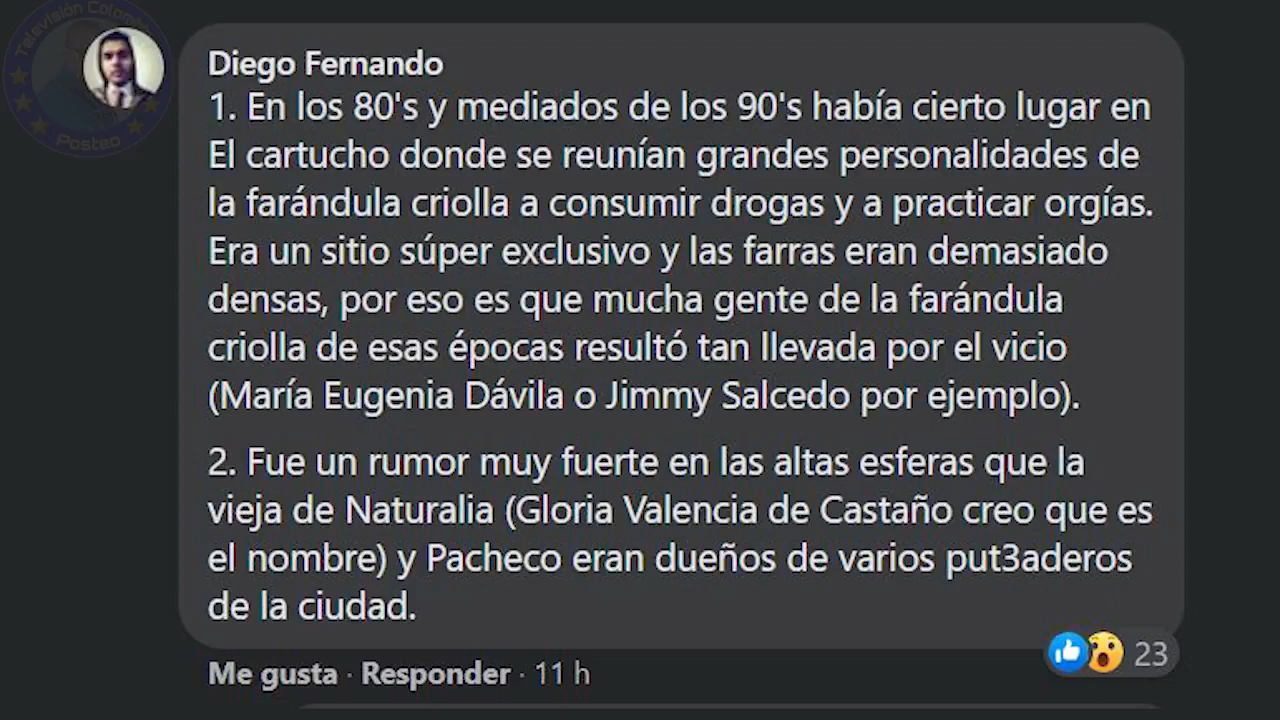 Televisión Colombia
Posteo
Diego Fernando
1. En los 80's y mediados de los 90's había cierto lugar en
El cartucho donde se reunían grandes personalidades de
la farándula criolla a consumir drogas y a practicar orgías.
Era un sitio súper exclusivo y las farras eran demasiado
densas, por eso es que mucha gente de la farándula
criolla de esas épocas resultó tan llevada por el vicio
(María Eugenia Dávila o Jimmy Salcedo por ejemplo).
2. Fue un rumor muy fuerte en las altas esferas que la
vieja de Naturalia (Gloria Valencia de Castaño creo que es
el nombre) y Pacheco eran dueños de varios put3aderos
de la ciudad.
23
Me gusta · Responder · 11 h